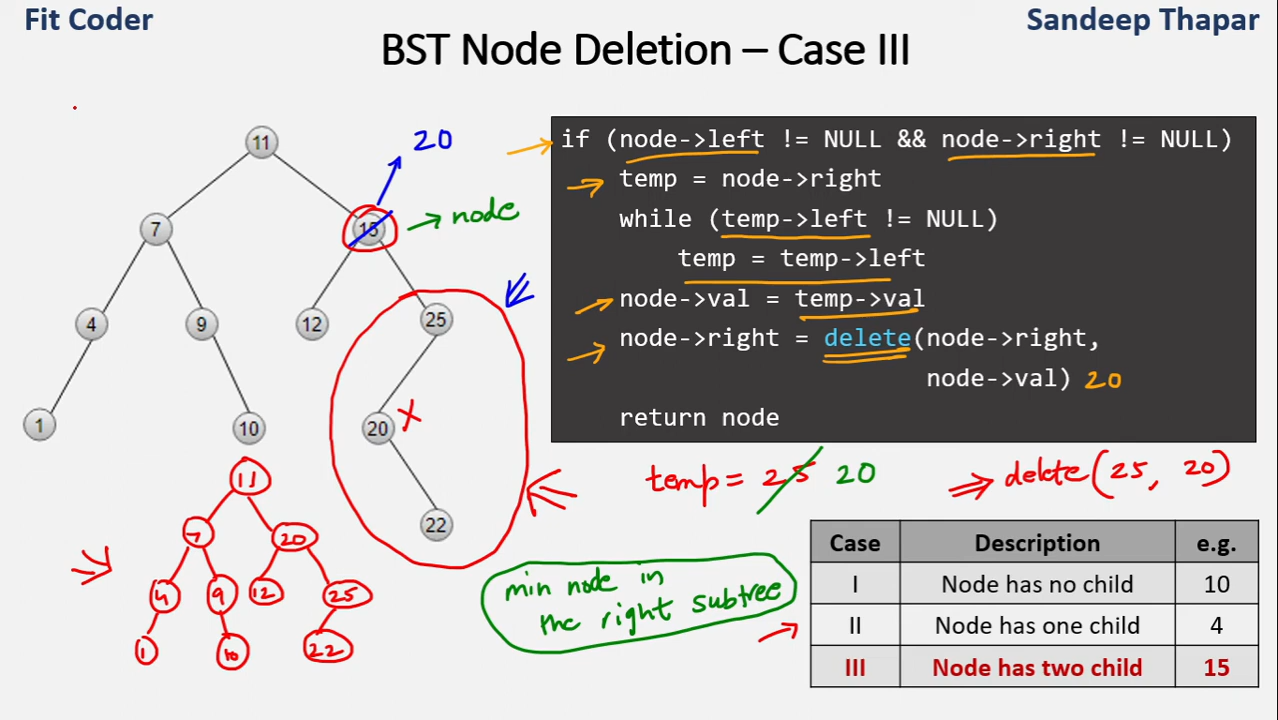 Fit Coder
Sandeep Thapar
BST Node Deletion – Case III
11
20
7
15
node
4
9
12
25
1
10
20
X
22
if (node->left != NULL && node->right != NULL)
temp = node->right
while (temp->left != NULL)
temp = temp->left
node->val = temp->val
node->right = delete(node->right,
node->val) 20
return node
temp = 25 20
delete(25, 20)
11
7
20
4
9
12
25
1
10
22
min node in
the right subtree
Case Description e.g.
I Node has no child 10
II Node has one child 4
III Node has two child 15